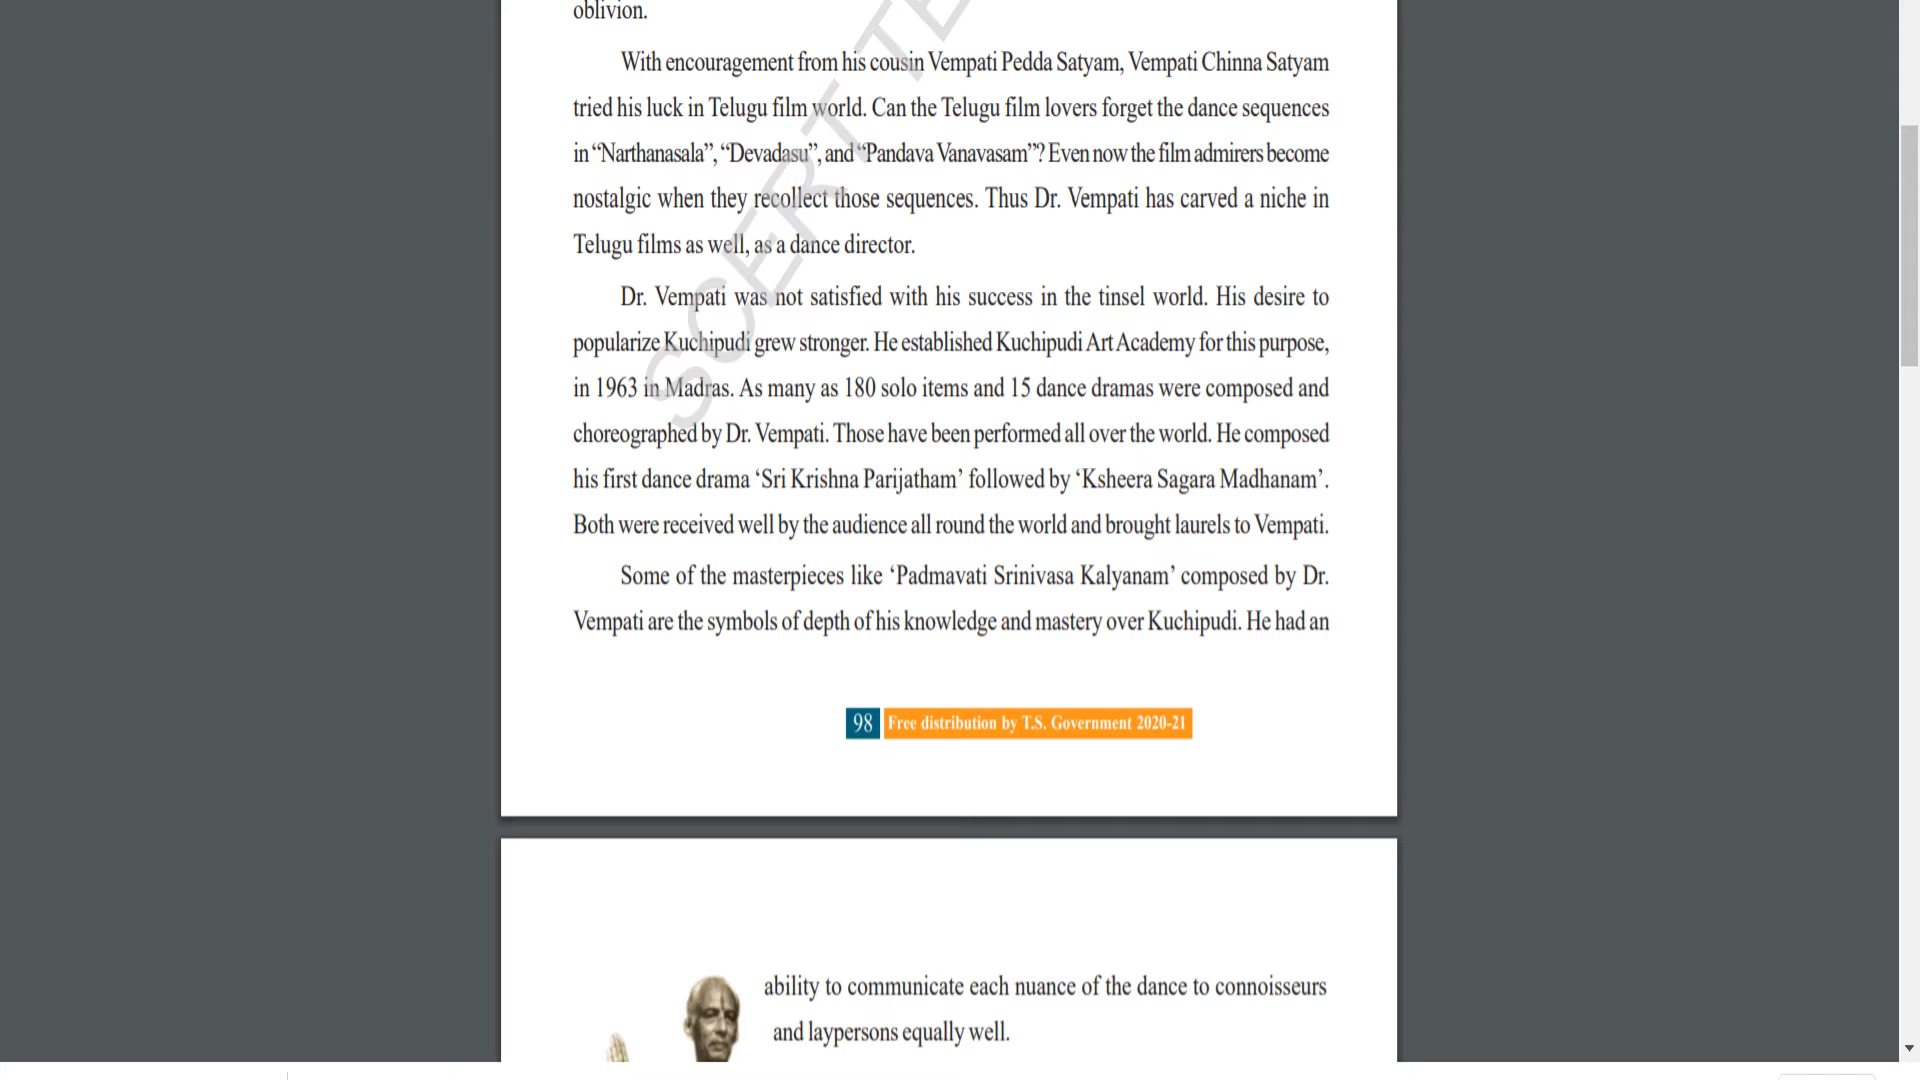 oblivion.
With encouragement from his cousin Vempati Pedda Satyam, Vempati Chinna Satyam
tried his luck in Telugu film world. Can the Telugu film lovers forget the dance sequences
in “Narthanasala”, “Devadasu”, and “Pandava Vanavasam”? Even now the film admirers become
nostalgic when they recollect those sequences. Thus Dr. Vempati has carved a niche in
Telugu films as well, as a dance director.
Dr. Vempati was not satisfied with his success in the tinsel world. His desire to
popularize Kuchipudi grew stronger. He established Kuchipudi Art Academy for this purpose,
in 1963 in Madras. As many as 180 solo items and 15 dance dramas were composed and
choreographed by Dr. Vempati. Those have been performed all over the world. He composed
his first dance drama ‘Sri Krishna Parijatham’ followed by ‘Ksheera Sagara Madhanam’.
Both were received well by the audience all round the world and brought laurels to Vempati.
Some of the masterpieces like ‘Padmavati Srinivasa Kalyanam’ composed by Dr.
Vempati are the symbols of depth of his knowledge and mastery over Kuchipudi. He had an
SCERT TE
98 Free distribution by T.S. Government 2020-21
ability to communicate each nuance of the dance to connoisseurs
and laypersons equally well.